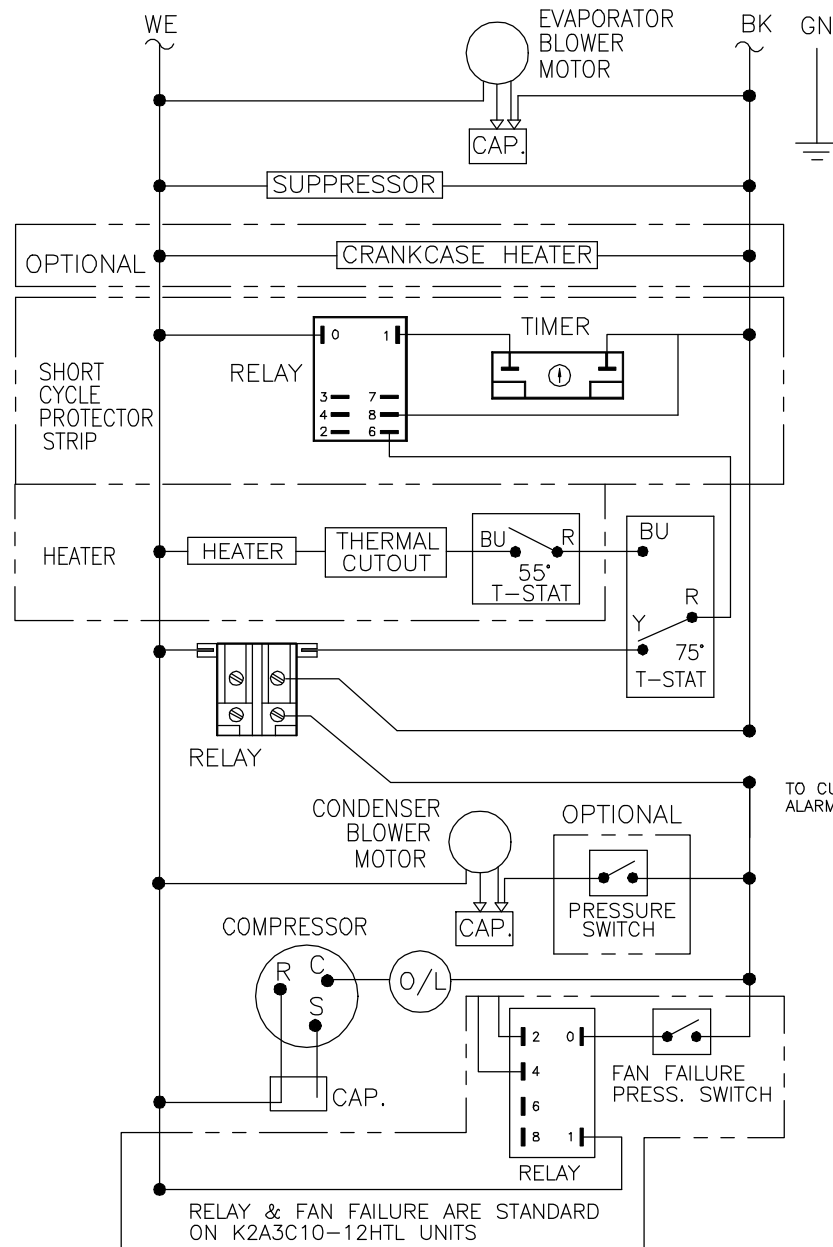 WE
EVAPORATOR
BLOWER
MOTOR
BK
GN
CAP.
SUPPRESSOR
OPTIONAL
CRANKCASE HEATER
SHORT
CYCLE
PROTECTOR
STRIP
RELAY
0 1
3 7
4 8
2 6
TIMER
HEATER
HEATER
THERMAL
CUTOUT
BU R
55°
T-STAT
BU
R
Y
75°
T-STAT
RELAY
TO CU
ALARM
CONDENSER
BLOWER
MOTOR
CAP.
OPTIONAL
PRESSURE
SWITCH
COMPRESSOR
R C
S
O/L
CAP.
2 0
4
6
8 1
RELAY
FAN FAILURE
PRESS. SWITCH
RELAY & FAN FAILURE ARE STANDARD
ON K2A3C10-12HTL UNITS